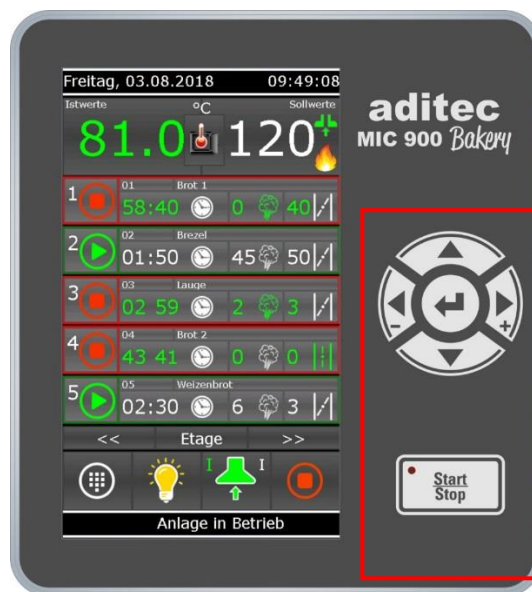 Freitag, 03.08.2018 09:49:08
Istwerte °C Sollwerte
81.0 120
aditec
MIC 900 Bakery
01 Brot 1
1 58:40 0 40
02 Brezel
2 01:50 45 50
03 Lauge
3 02 59 2 3
04 Brot 2
4 43 41 0 0
05 Weizenbrot
5 02:30 6 3
<< Etage >>
I I
Anlage in Betrieb
- +
Start
Stop